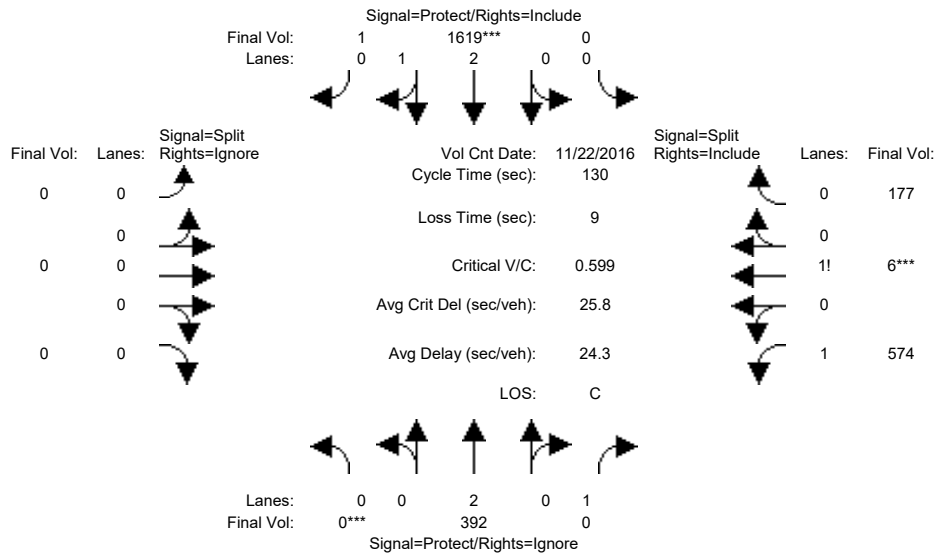 Signal=Protect/Rights=Include
Final Vol: 1 1619*** 0
Lanes: 0 1 2 0 0
Signal=Split
Final Vol: Lanes: Rights=Ignore
Vol Cnt Date: 11/22/2016
Signal=Split
Rights=Include Lanes: Final Vol:
Cycle Time (sec): 130
0 0
0 177
Loss Time (sec): 9
0
0
0 0
Critical V/C: 0.599
1! 6***
0
Avg Crit Del (sec/veh): 25.8
0
0 0
Avg Delay (sec/veh): 24.3
1 574
LOS: C
Lanes: 0 0 2 0 1
Final Vol: 0*** 392 0
Signal=Protect/Rights=Ignore